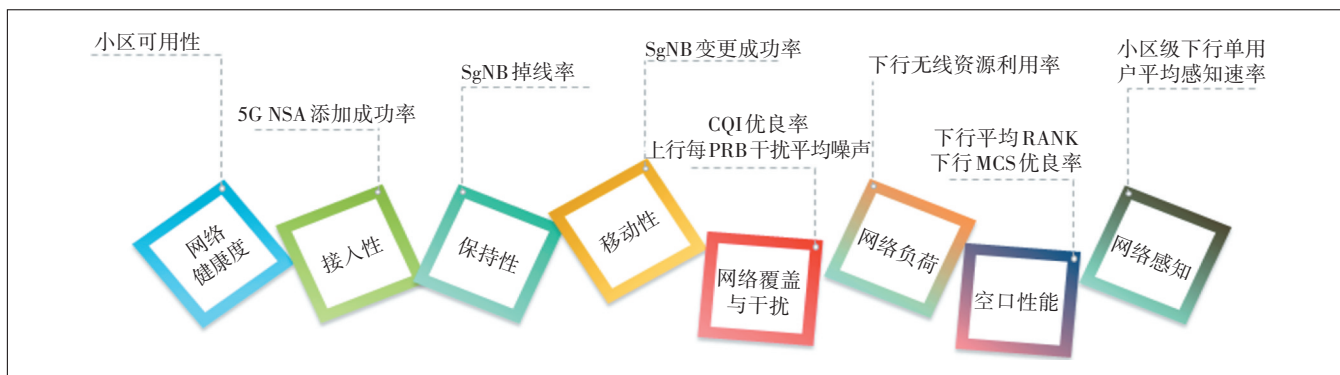 小区可用性
5G NSA添加成功率
SgNB掉线率
SgNB变更成功率
CQI优良率
上行每PRB干扰平均噪声
下行无线资源利用率
下行平均RANK
下行MCS优良率
小区级下行单用
户平均感知速率
网络
健康度
接入性
保持性
移动性
网络覆盖
与干扰
网络负荷
空口性能
网络感知